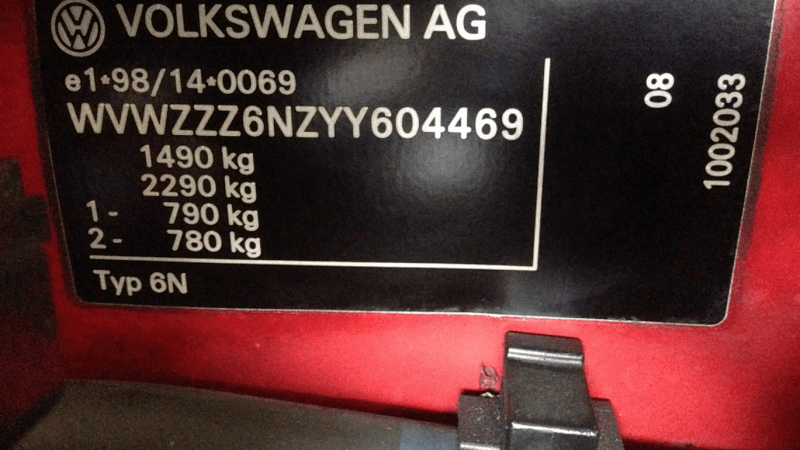 VOLKSWAGEN AG
e1*98/14*0069
WVWZZZ6NZYY604469
1490 kg
2290 kg
1- 790 kg
2- 780 kg
Typ 6N
08
1002033